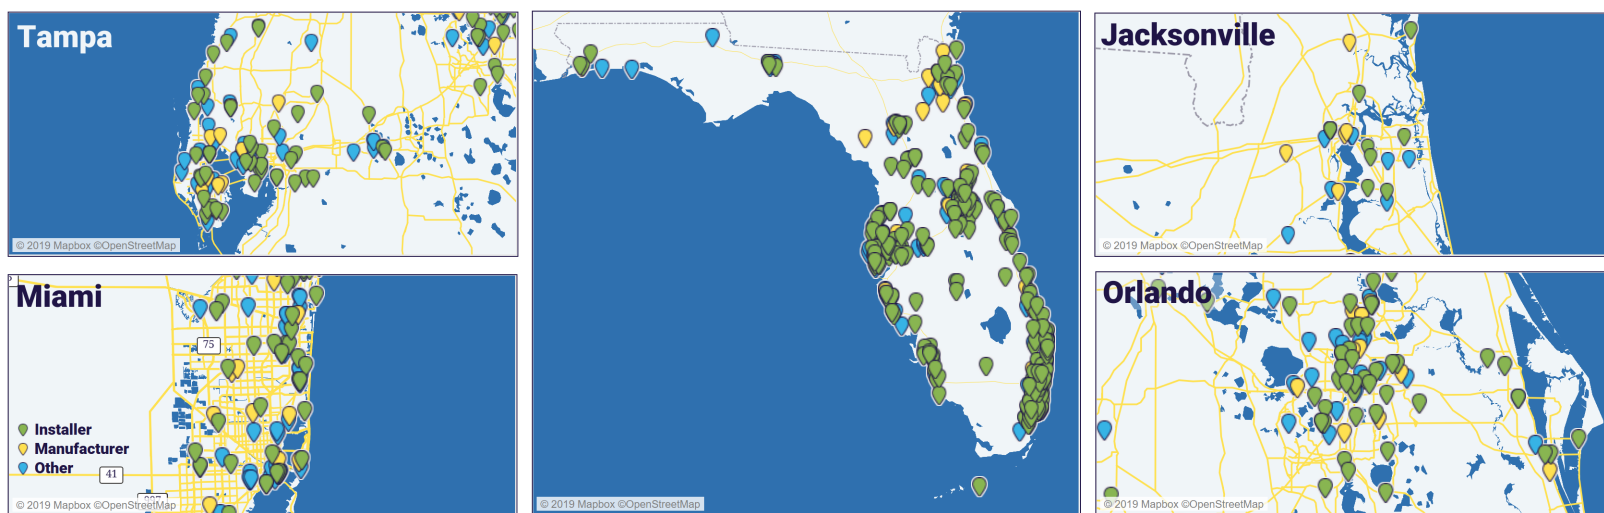 Tampa
© 2019 Mapbox ©OpenStreetMap
Miami
75
Installer
Manufacturer
Other
41
© 2019 Mapbox ©OpenStreetMap
© 2019 Mapbox ©OpenStreetMap
Jacksonville
© 2019 Mapbox ©OpenStreetMap
Orlando
© 2019 Mapbox ©OpenStreetMap